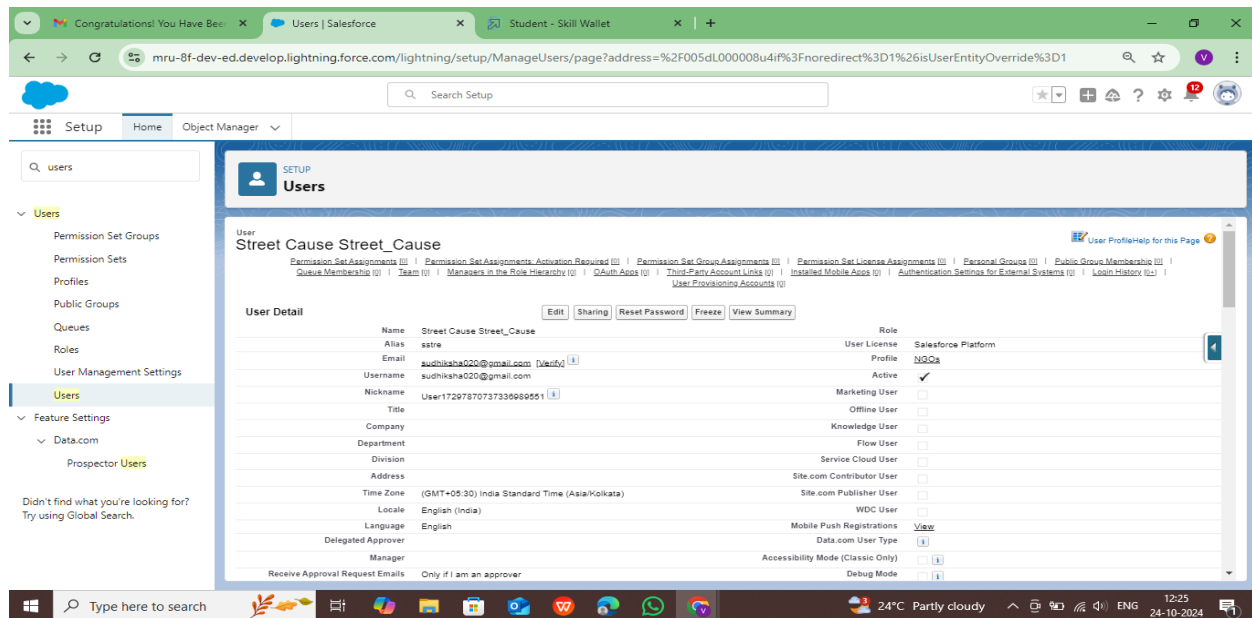 Congratulations! You Have Bee
Users | Salesforce
Student - Skill Wallet
mru-8f-dev-ed.develop.lightning.force.com/lightning/setup/ManageUsers/page?address=%2F005dL000008u4if%3Fnoredirect%3D1%26isUserEntityOverride%3D1
V
Search Setup
12
Setup
Home
Object Manager
users
SETUP
Users
Users
Permission Set Groups
Permission Sets
Profiles
Public Groups
Queues
Roles
User Management Settings
Users
Feature Settings
Data.com
Prospector Users
Didn't find what you're looking for?
Try using Global Search.
User
Street Cause Street_Cause
User Profile Help for this Page
Permission Set Assignments [0] | Permission Set Assignments: Activation Required [0] | Permission Set Group Assignments [0] | Permission Set License Assignments [0] | Personal Groups [0] | Public Group Membership [0] |
Queue Membership [0] | Team [0] | Managers in the Role Hierarchy [0] | OAuth Apps [0] | Third-Party Account Links [0] | Installed Mobile Apps [0] | Authentication Settings for External Systems [0] | Login History [0+] |
User Provisioning Accounts [0]
User Detail
Edit Sharing Reset Password Freeze View Summary
Name Street Cause Street_Cause Role
Alias sstre User License Salesforce Platform
Email sudhiksha020@gmail.com [Verify] i Profile NGOs
Username sudhiksha020@gmail.com Active ✓
Nickname User17297870737336989551 i Marketing User
Title Offline User
Company Knowledge User
Department Flow User
Division Service Cloud User
Address Site.com Contributor User
Time Zone (GMT+05:30) India Standard Time (Asia/Kolkata) Site.com Publisher User
Locale English (India) WDC User
Language English Mobile Push Registrations View
Delegated Approver Data.com User Type i
Manager Accessibility Mode (Classic Only) i
Receive Approval Request Emails Only if I am an approver Debug Mode i
Type here to search
3
24°C Partly cloudy
ENG
12:25
24-10-2024
1